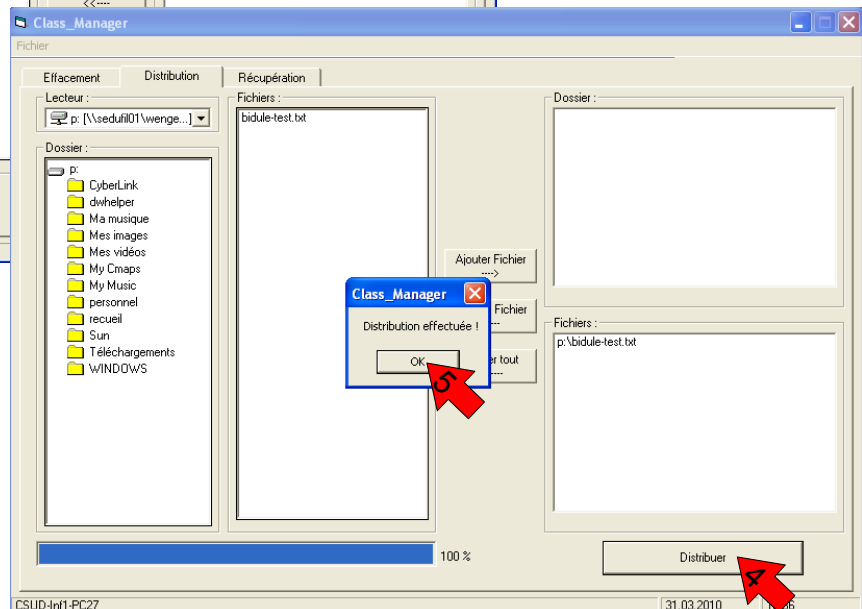 <<----
Class_Manager
Fichier
Effacement
Distribution
Récupération
Lecteur :
p: [\\sedufil01\wenge...]
Dossier :
p:
CyberLink
dwhelper
Ma musique
Mes images
Mes vidéos
My Cmaps
My Music
personnel
recueil
Sun
Téléchargements
WINDOWS
Fichiers :
bidule-test.txt
Ajouter Fichier
---->
Fichier
----
tout
----
Class_Manager
Distribution effectuée !
OK
5
Dossier :
Fichiers :
p:\bidule-test.txt
100 %
Distribuer
4
CSUD-Inf1-PC27
31.03.2010